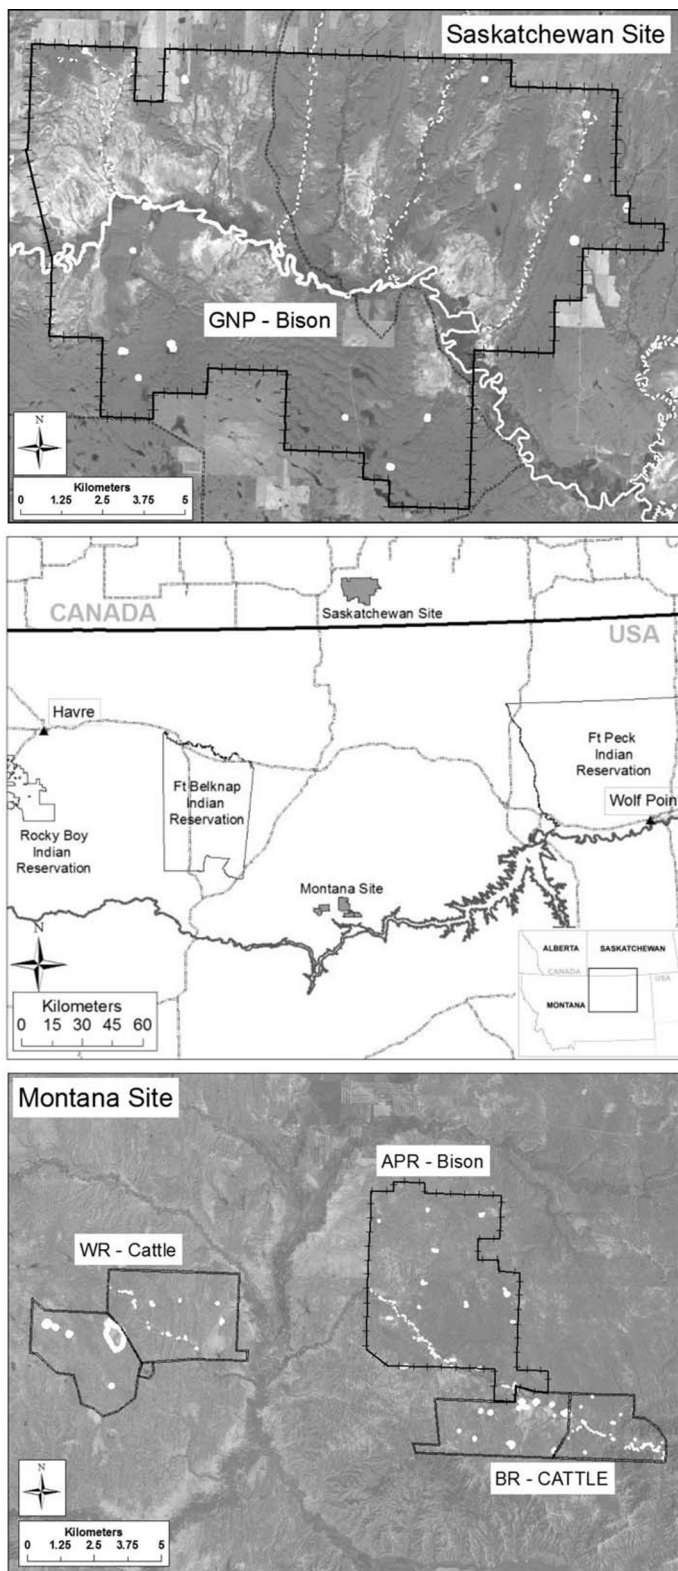 Saskatchewan Site
GNP - Bison
N
Kilometers
0 1.25 2.5 3.75 5
CANADA
Saskatchewan Site
USA
Havre
Ft Peck
Indian
Reservation
Ft Belknap
Indian
Reservation
Wolf Point
Rocky Boy
Indian
Reservation
Montana Site
N
Kilometers
0 15 30 45 60
ALBERTA
SASKATCHEWAN
CANADA
USA
MONTANA
Montana Site
APR - Bison
WR - Cattle
BR - CATTLE
N
Kilometers
0 1.25 2.5 3.75 5